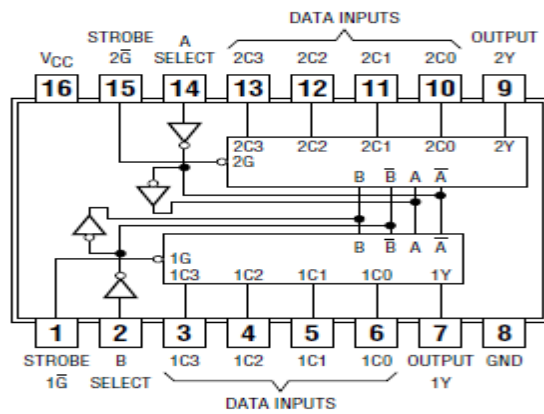 DATA INPUTS
STROBE A OUTPUT
VCC 2G̅ SELECT 2C3 2C2 2C1 2C0 2Y
16 15 14 13 12 11 10 9
2C3 2C2 2C1 2C0 2Y
2G
B B̅ A A̅
B B̅ A A̅
1G
1C3 1C2 1C1 1C0 1Y
1 2 3 4 5 6 7 8
STROBE B 1C3 1C2 1C1 1C0 OUTPUT GND
1G̅ SELECT 1Y
DATA INPUTS